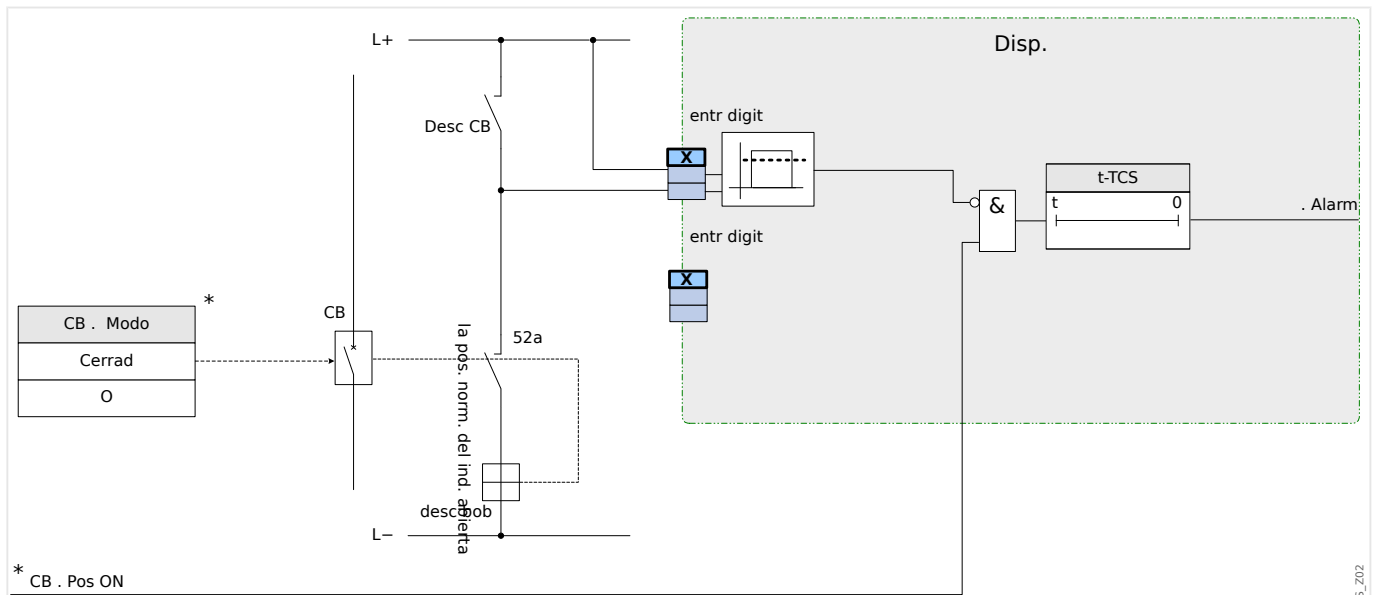 L+
Disp.
entr digit
Desc CB
X
t-TCS
t 0
&
. Alarm
entr digit
X
*
CB . Modo
Cerrad
O
CB
52a
la pos. norm. del ind. abierta
desc bob
L−
*
CB . Pos ON
_Z02